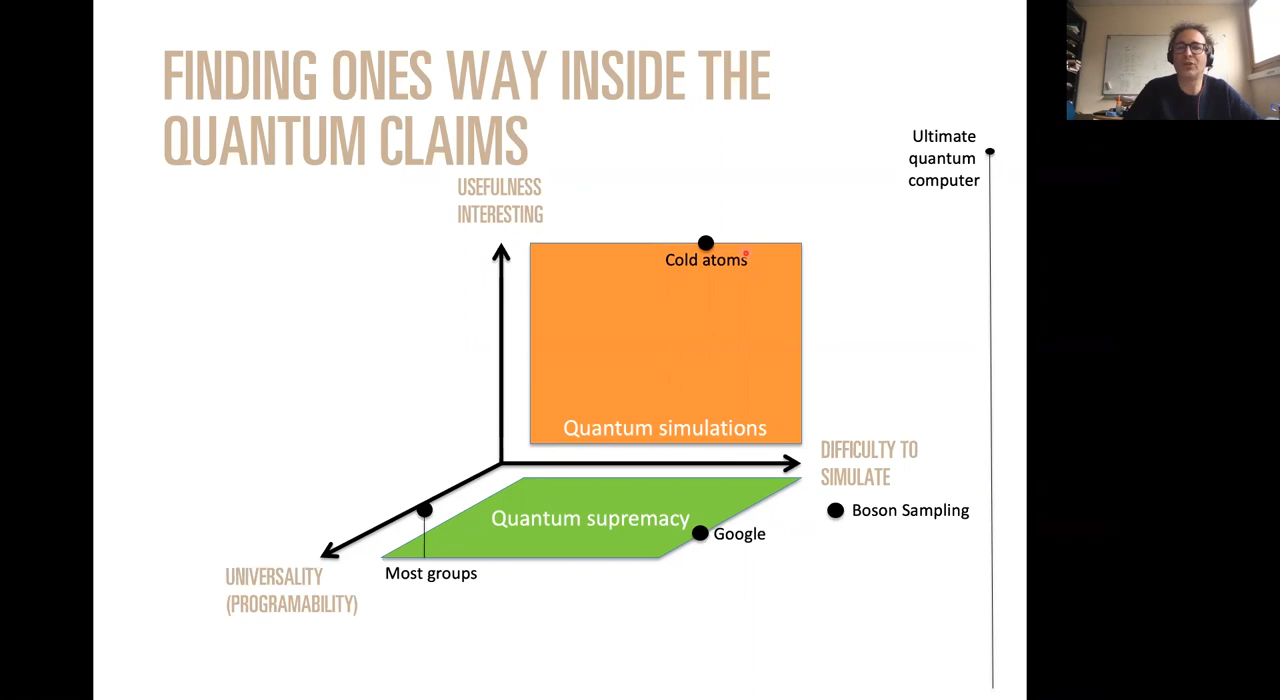 FINDING ONES WAY INSIDE THE
QUANTUM CLAIMS
USEFULNESS
INTERESTING
Ultimate
quantum
computer
Cold atoms
Quantum simulations
DIFFICULTY TO
SIMULATE
Boson Sampling
Quantum supremacy
Google
Most groups
UNIVERSALITY
(PROGRAMABILITY)